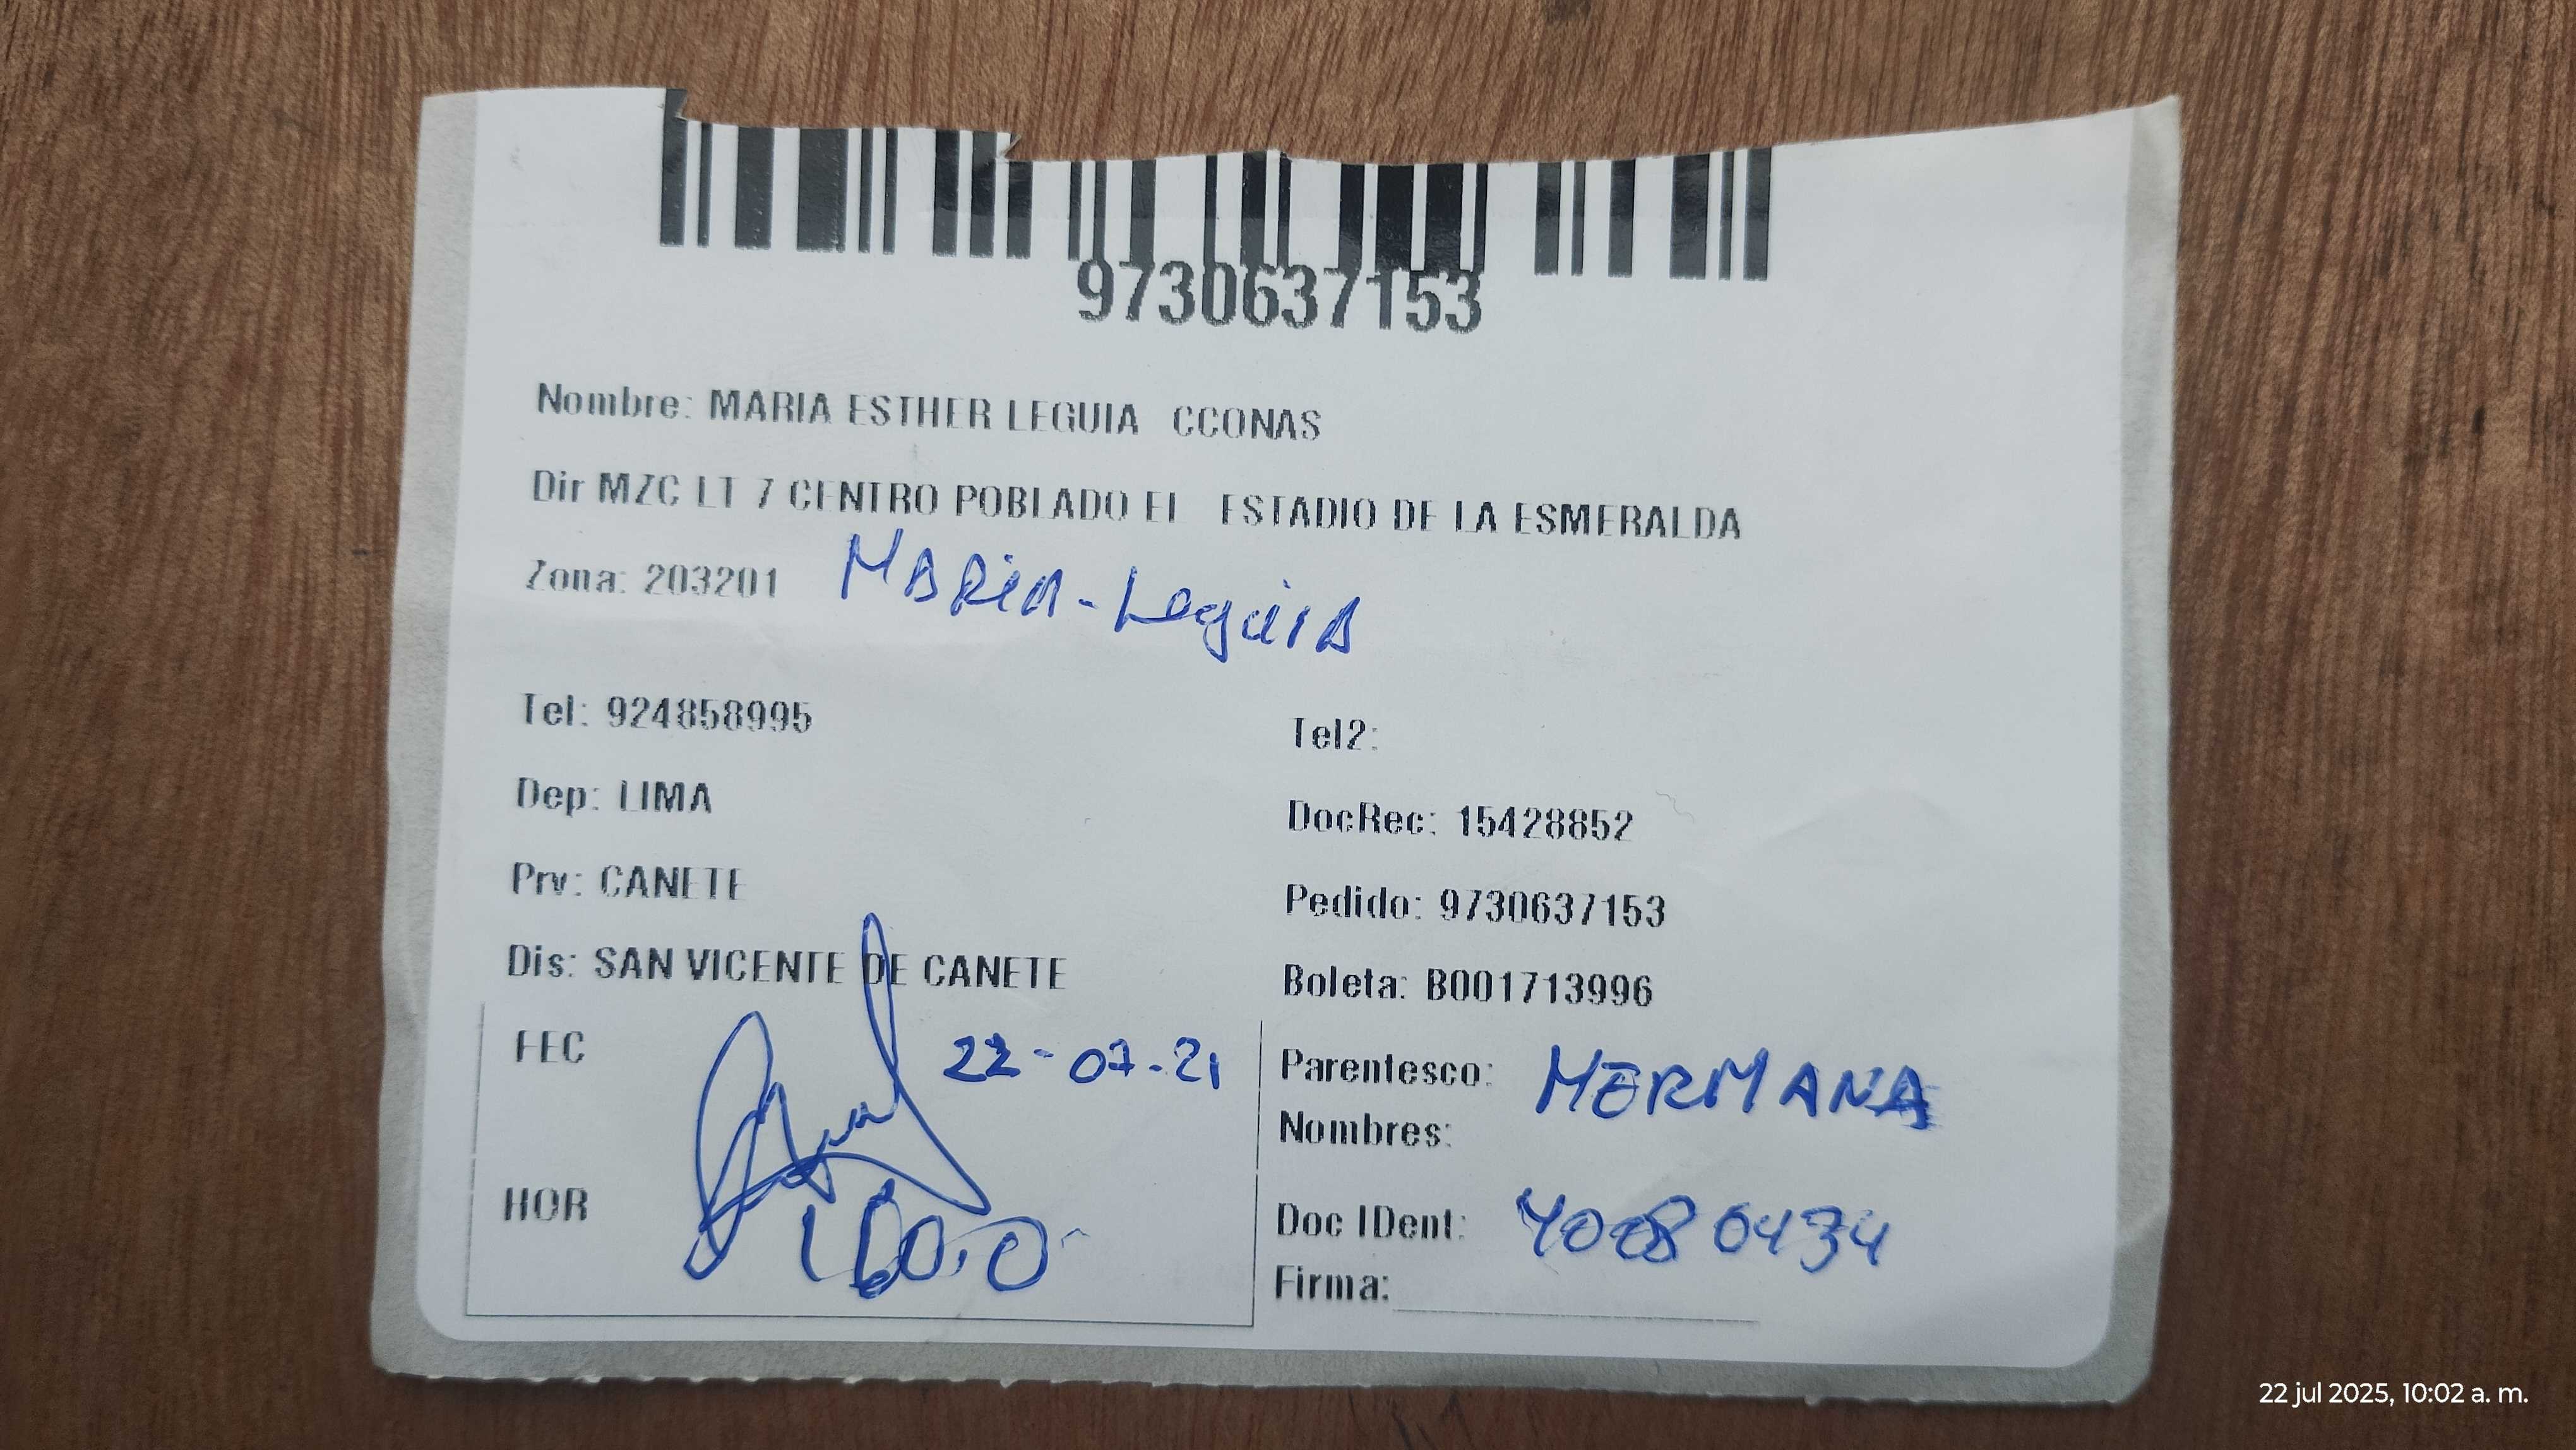 9730637153
Nombre: MARIA ESTHER LEGUIA CCONAS
Dir MZC LT 7 CENTRO POBLADO El ESTADIO DE LA ESMERALDA
Zona: 203201 MARiA-Leguia
Tel: 924858995
Tel2:
Dep: LIMA
DocRec: 15428852
Prv: CANETE
Pedido: 9730637153
Dis: SAN VICENTE DE CANETE
Boleta: B001713996
FEC 22-07-21
Parentesco: HERMANA
Nombres:
HOR
Doc IDent: 40080434
Firma:
22 jul 2025, 10:02 a. m.